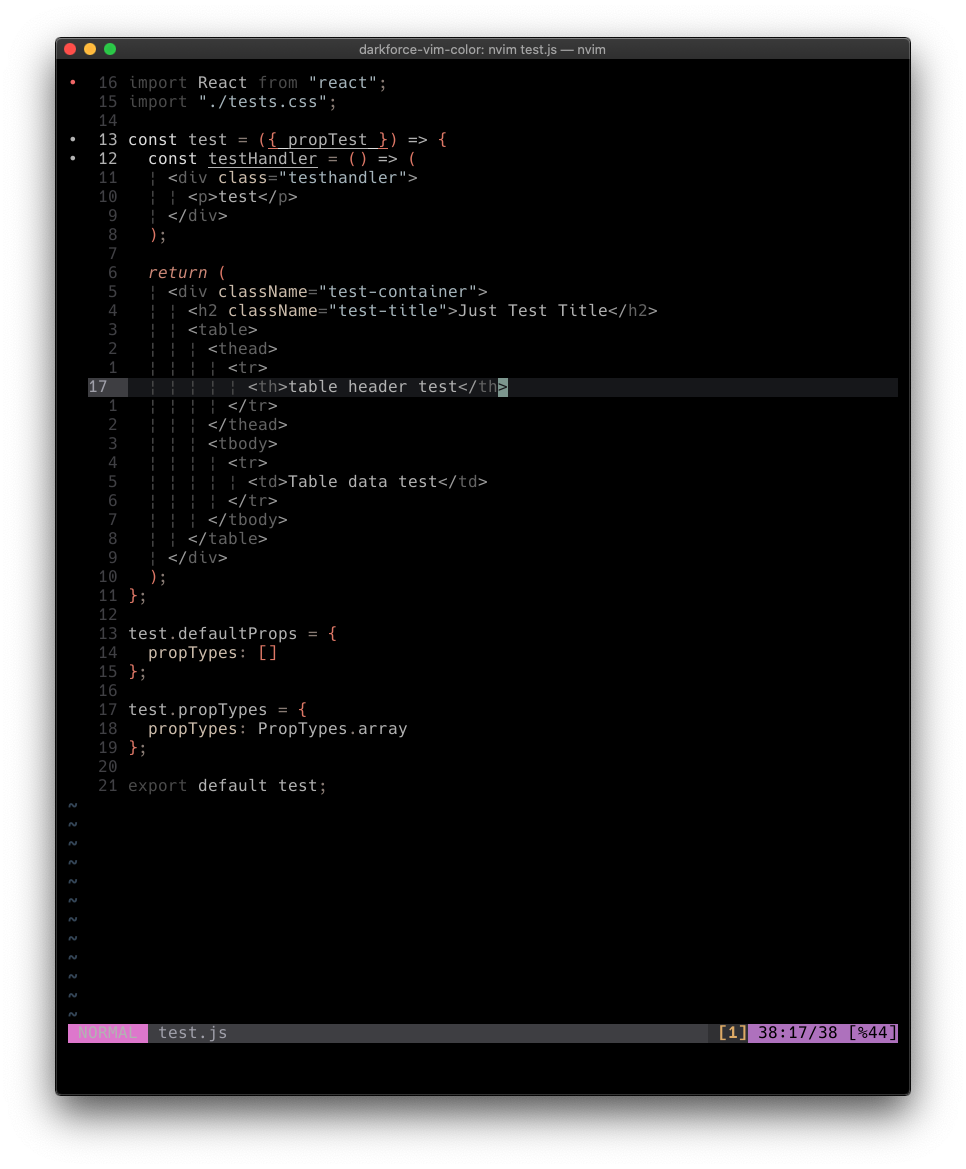 darkforce-vim-color: nvim test.js — nvim
• 16 import React from "react";
15 import "./tests.css";
14
• 13 const test = ({ propTest }) => {
• 12   const testHandler = () => (
11   ¦ <div class="testhandler">
10   ¦ ¦ <p>test</p>
9   ¦ </div>
8   );
7
6   return (
5   ¦ <div className="test-container">
4   ¦ ¦ <h2 className="test-title">Just Test Title</h2>
3   ¦ ¦ <table>
2   ¦ ¦ ¦ <thead>
1   ¦ ¦ ¦ ¦ <tr>
17   ¦ ¦ ¦ ¦ ¦ <th>table header test</th>
1   ¦ ¦ ¦ ¦ </tr>
2   ¦ ¦ ¦ </thead>
3   ¦ ¦ ¦ <tbody>
4   ¦ ¦ ¦ ¦ <tr>
5   ¦ ¦ ¦ ¦ ¦ <td>Table data test</td>
6   ¦ ¦ ¦ ¦ </tr>
7   ¦ ¦ ¦ </tbody>
8   ¦ ¦ </table>
9   ¦ </div>
10   );
11 };
12
13 test.defaultProps = {
14   propTypes: []
15 };
16
17 test.propTypes = {
18   propTypes: PropTypes.array
19 };
20
21 export default test;
~
~
~
~
~
~
~
~
~
~
~
~
NORMAL test.js [1] 38:17/38 [%44]